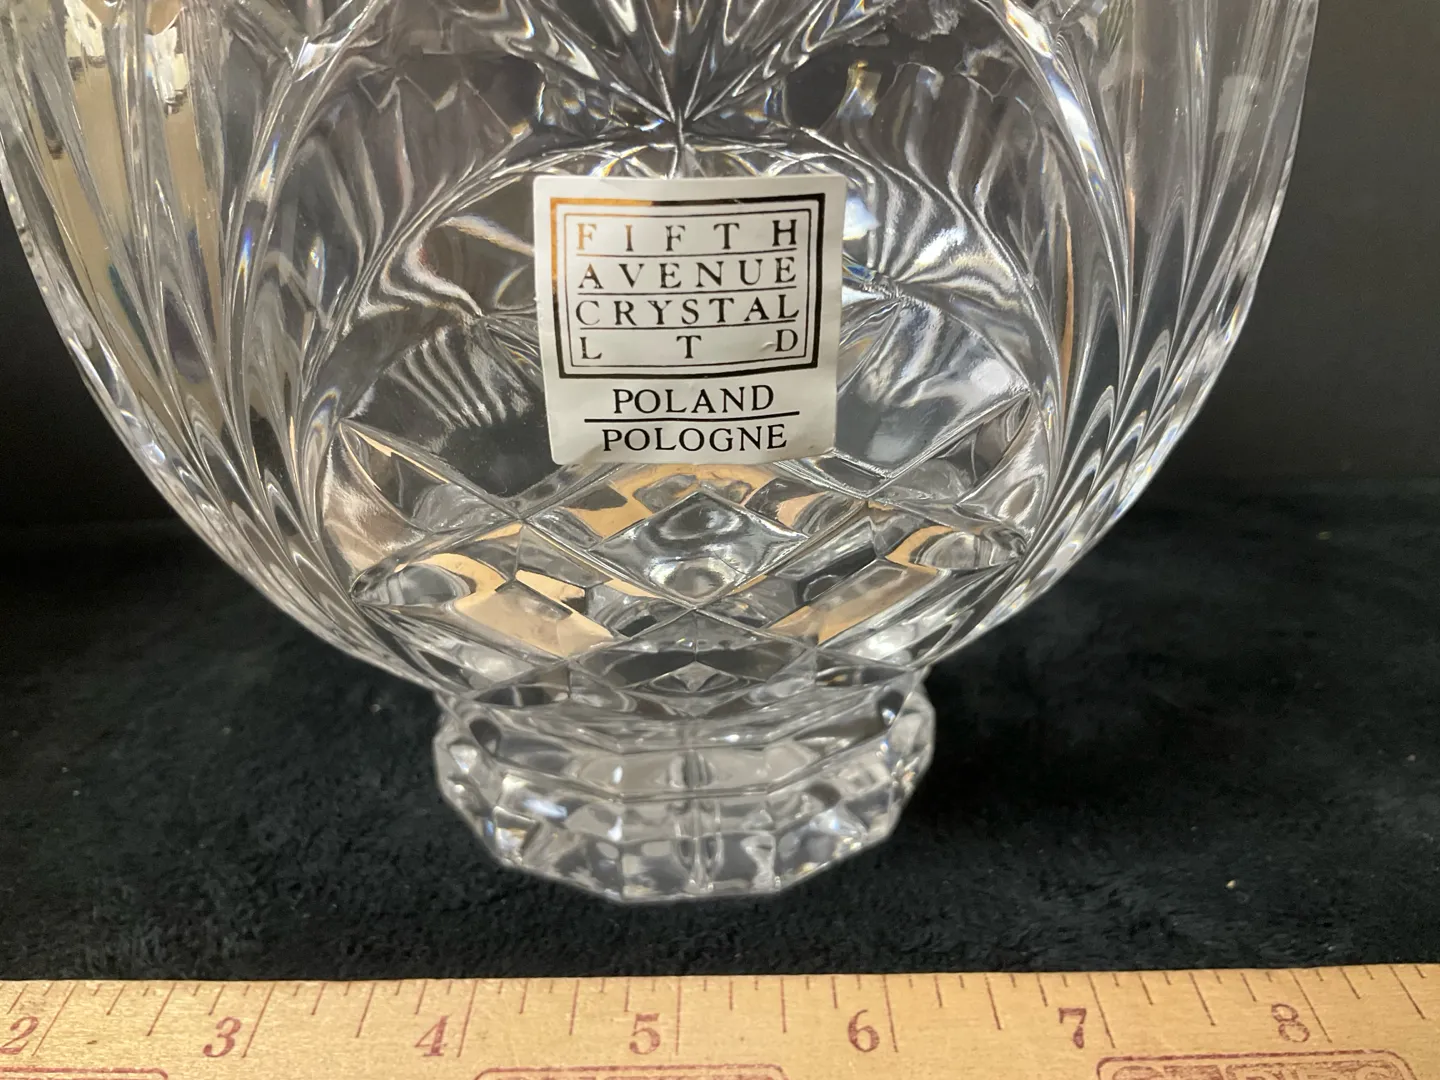 FIFTH
AVENUE
CRYSTAL
LTD
POLAND
POLOGNE
2 3 4 5 6 7 8